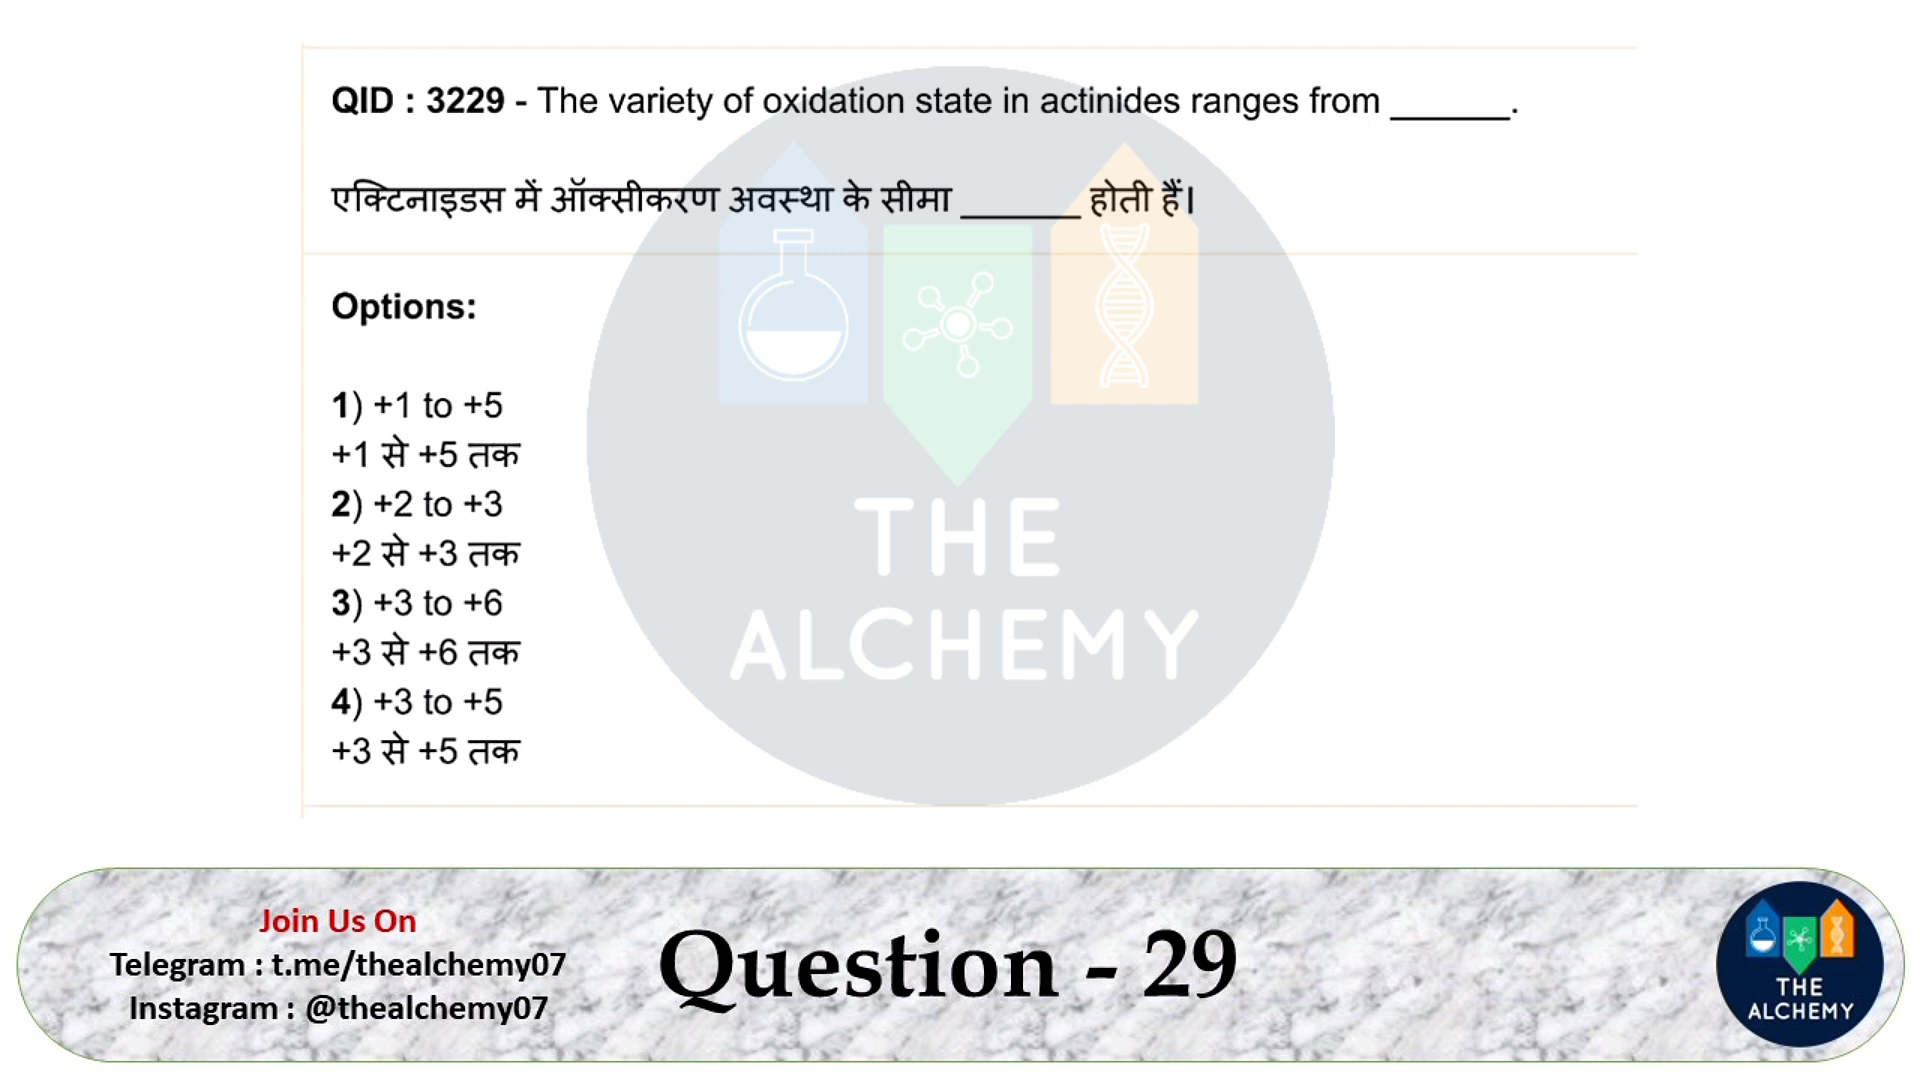 QID : 3229 - The variety of oxidation state in actinides ranges from ______.
एक्टिनाइडस में ऑक्सीकरण अवस्था के सीमा ______ होती हैं।
Options:
1) +1 to +5
+1 से +5 तक
2) +2 to +3
+2 से +3 तक
3) +3 to +6
+3 से +6 तक
4) +3 to +5
+3 से +5 तक
THE
ALCHEMY
Join Us On
Telegram : t.me/thealchemy07
Instagram : @thealchemy07
Question - 29
THE
ALCHEMY